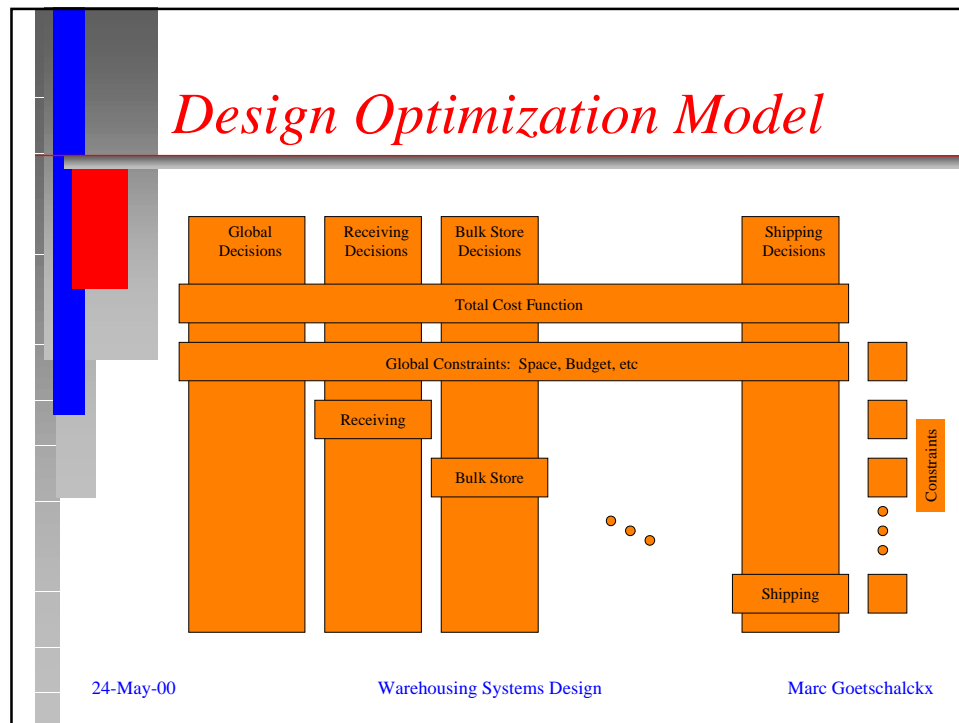 Design Optimization Model
Global
Decisions
Receiving
Decisions
Bulk Store
Decisions
Shipping
Decisions
Total Cost Function
Global Constraints:  Space, Budget, etc
Receiving
Bulk Store
Constraints
Shipping
24-May-00
Warehousing Systems Design
Marc Goetschalckx